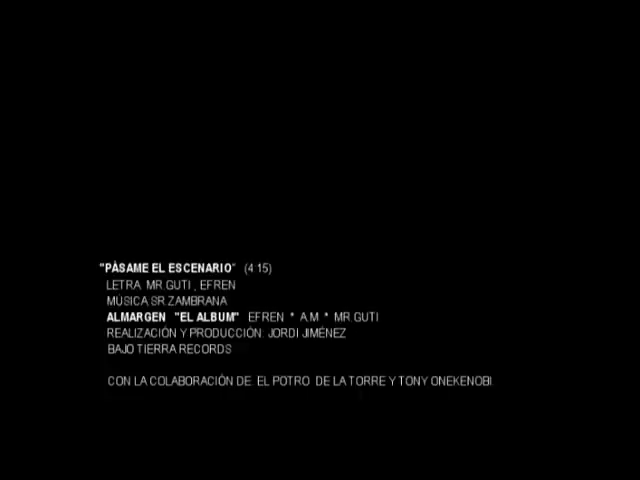 "PÀSAME EL ESCENARIO" (4:15)
LETRA: MR GUTI , EFREN
MÚSICA:SR.ZAMBRANA
ALMARGEN "EL ALBUM" EFREN * A.M * MR GUTI
REALIZACIÓN Y PRODUCCIÓN: JORDI JIMÉNEZ
BAJO TIERRA RECORDS
CON LA COLABORACIÓN DE: EL POTRO DE LA TORRE Y TONY ONEKENOBI.